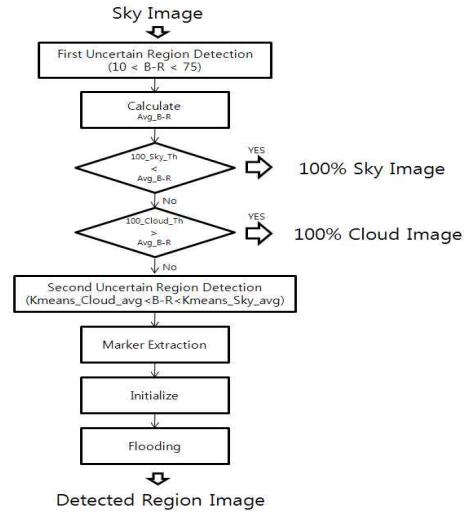 Sky Image
First Uncertain Region Detection
(10 < B-R < 75)
Calculate
Avg_B-R
100_Sky_Th
<
Avg_B-R
YES
100% Sky Image
No
100_Cloud_Th
>
Avg_B-R
YES
100% Cloud Image
No
Second Uncertain Region Detection
(Kmeans_Cloud_avg<B-R<Kmeans_Sky_avg)
Marker Extraction
Initialize
Flooding
Detected Region Image